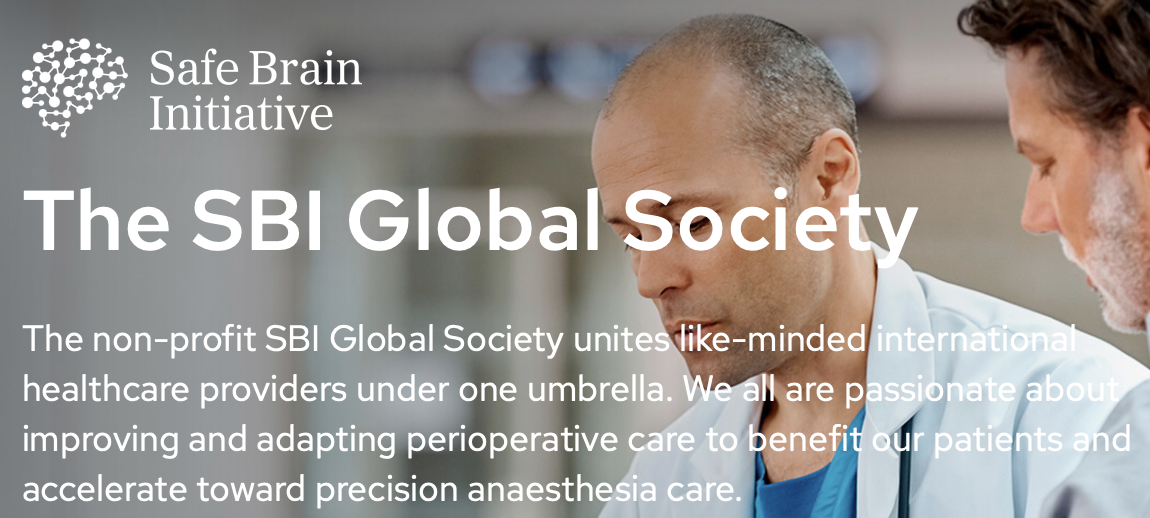 Safe Brain
Initiative
The SBI Global Society
The non-profit SBI Global Society unites like-minded international
healthcare providers under one umbrella. We all are passionate about
improving and adapting perioperative care to benefit our patients and
accelerate toward precision anaesthesia care.